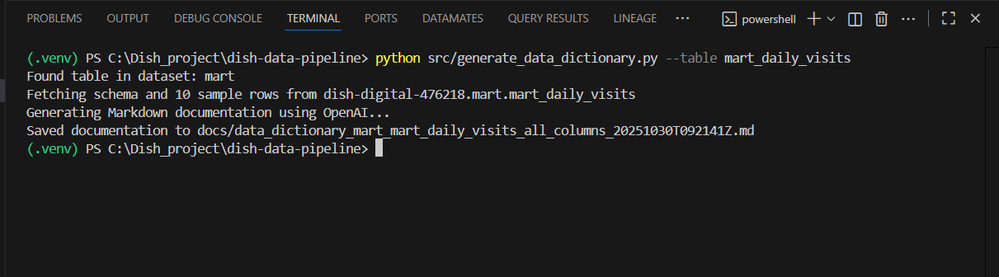 PROBLEMS OUTPUT DEBUG CONSOLE TERMINAL PORTS DATAMATES QUERY RESULTS LINEAGE ··· powershell
(.venv) PS C:\Dish_project\dish-data-pipeline> python src/generate_data_dictionary.py --table mart_daily_visits
Found table in dataset: mart
Fetching schema and 10 sample rows from dish-digital-476218.mart.mart_daily_visits
Generating Markdown documentation using OpenAI...
Saved documentation to docs/data_dictionary_mart_mart_daily_visits_all_columns_20251030T092141Z.md
(.venv) PS C:\Dish_project\dish-data-pipeline>